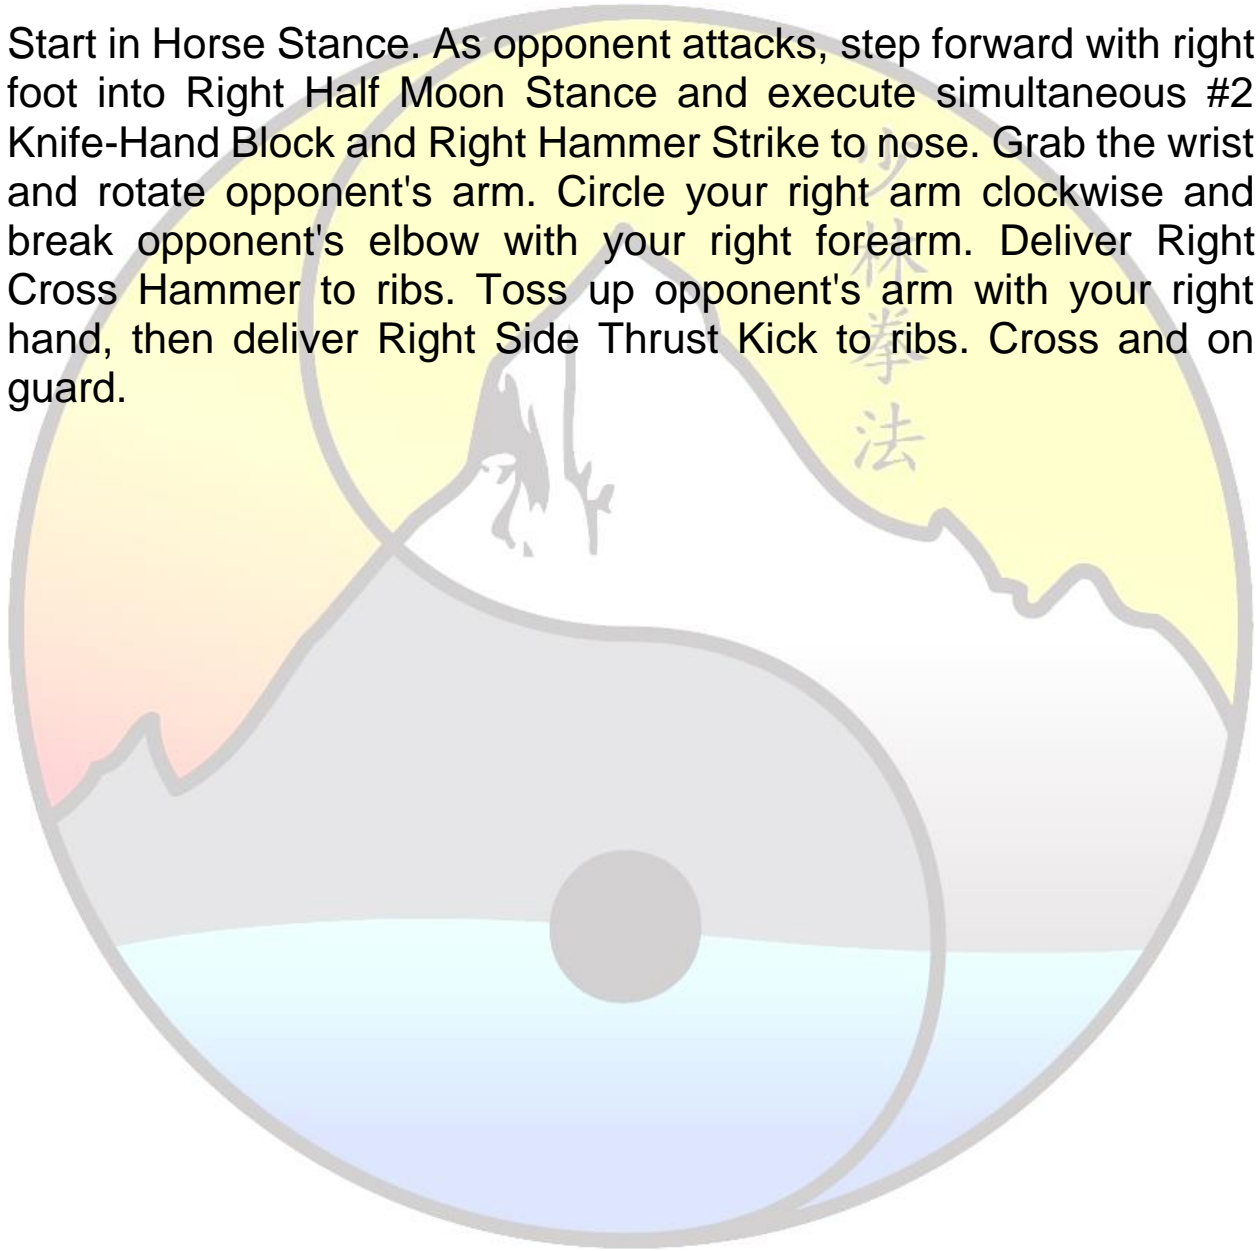 Start in Horse Stance. As opponent attacks, step forward with right
foot into Right Half Moon Stance and execute simultaneous #2
Knife-Hand Block and Right Hammer Strike to nose. Grab the wrist
and rotate opponent's arm. Circle your right arm clockwise and
break opponent's elbow with your right forearm. Deliver Right
Cross Hammer to ribs. Toss up opponent's arm with your right
hand, then deliver Right Side Thrust Kick to ribs. Cross and on
guard.
少林拳法